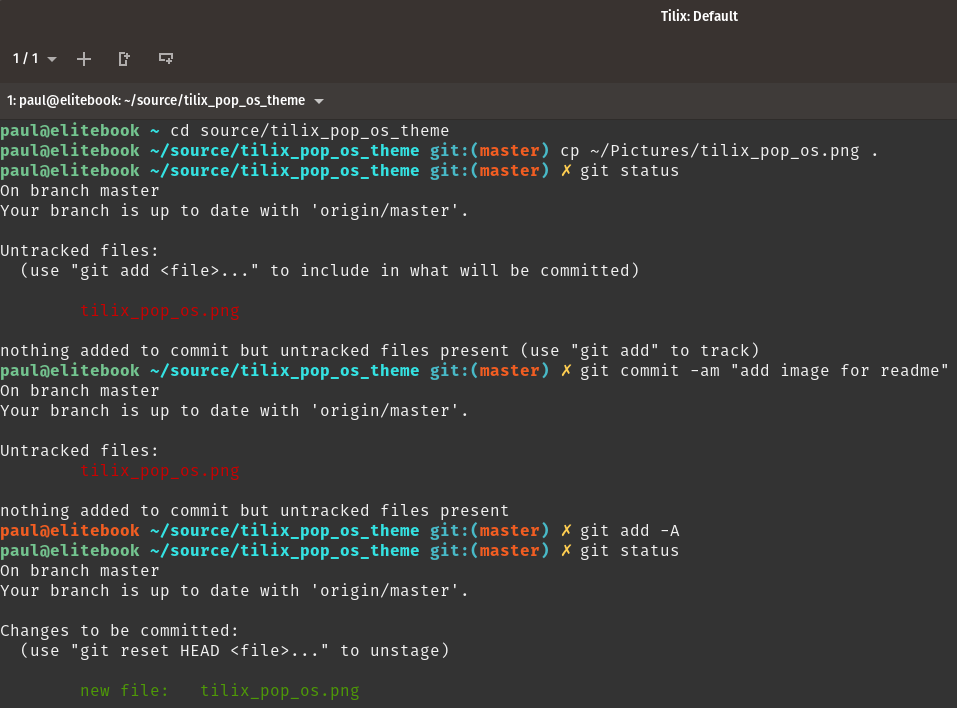 Tilix: Default
1 / 1
1: paul@elitebook: ~/source/tilix_pop_os_theme
paul@elitebook ~ cd source/tilix_pop_os_theme
paul@elitebook ~/source/tilix_pop_os_theme git:(master) cp ~/Pictures/tilix_pop_os.png .
paul@elitebook ~/source/tilix_pop_os_theme git:(master) ✗ git status
On branch master
Your branch is up to date with 'origin/master'.
Untracked files:
(use "git add <file>..." to include in what will be committed)
tilix_pop_os.png
nothing added to commit but untracked files present (use "git add" to track)
paul@elitebook ~/source/tilix_pop_os_theme git:(master) ✗ git commit -am "add image for readme"
On branch master
Your branch is up to date with 'origin/master'.
Untracked files:
tilix_pop_os.png
nothing added to commit but untracked files present
paul@elitebook ~/source/tilix_pop_os_theme git:(master) ✗ git add -A
paul@elitebook ~/source/tilix_pop_os_theme git:(master) ✗ git status
On branch master
Your branch is up to date with 'origin/master'.
Changes to be committed:
(use "git reset HEAD <file>..." to unstage)
new file:   tilix_pop_os.png